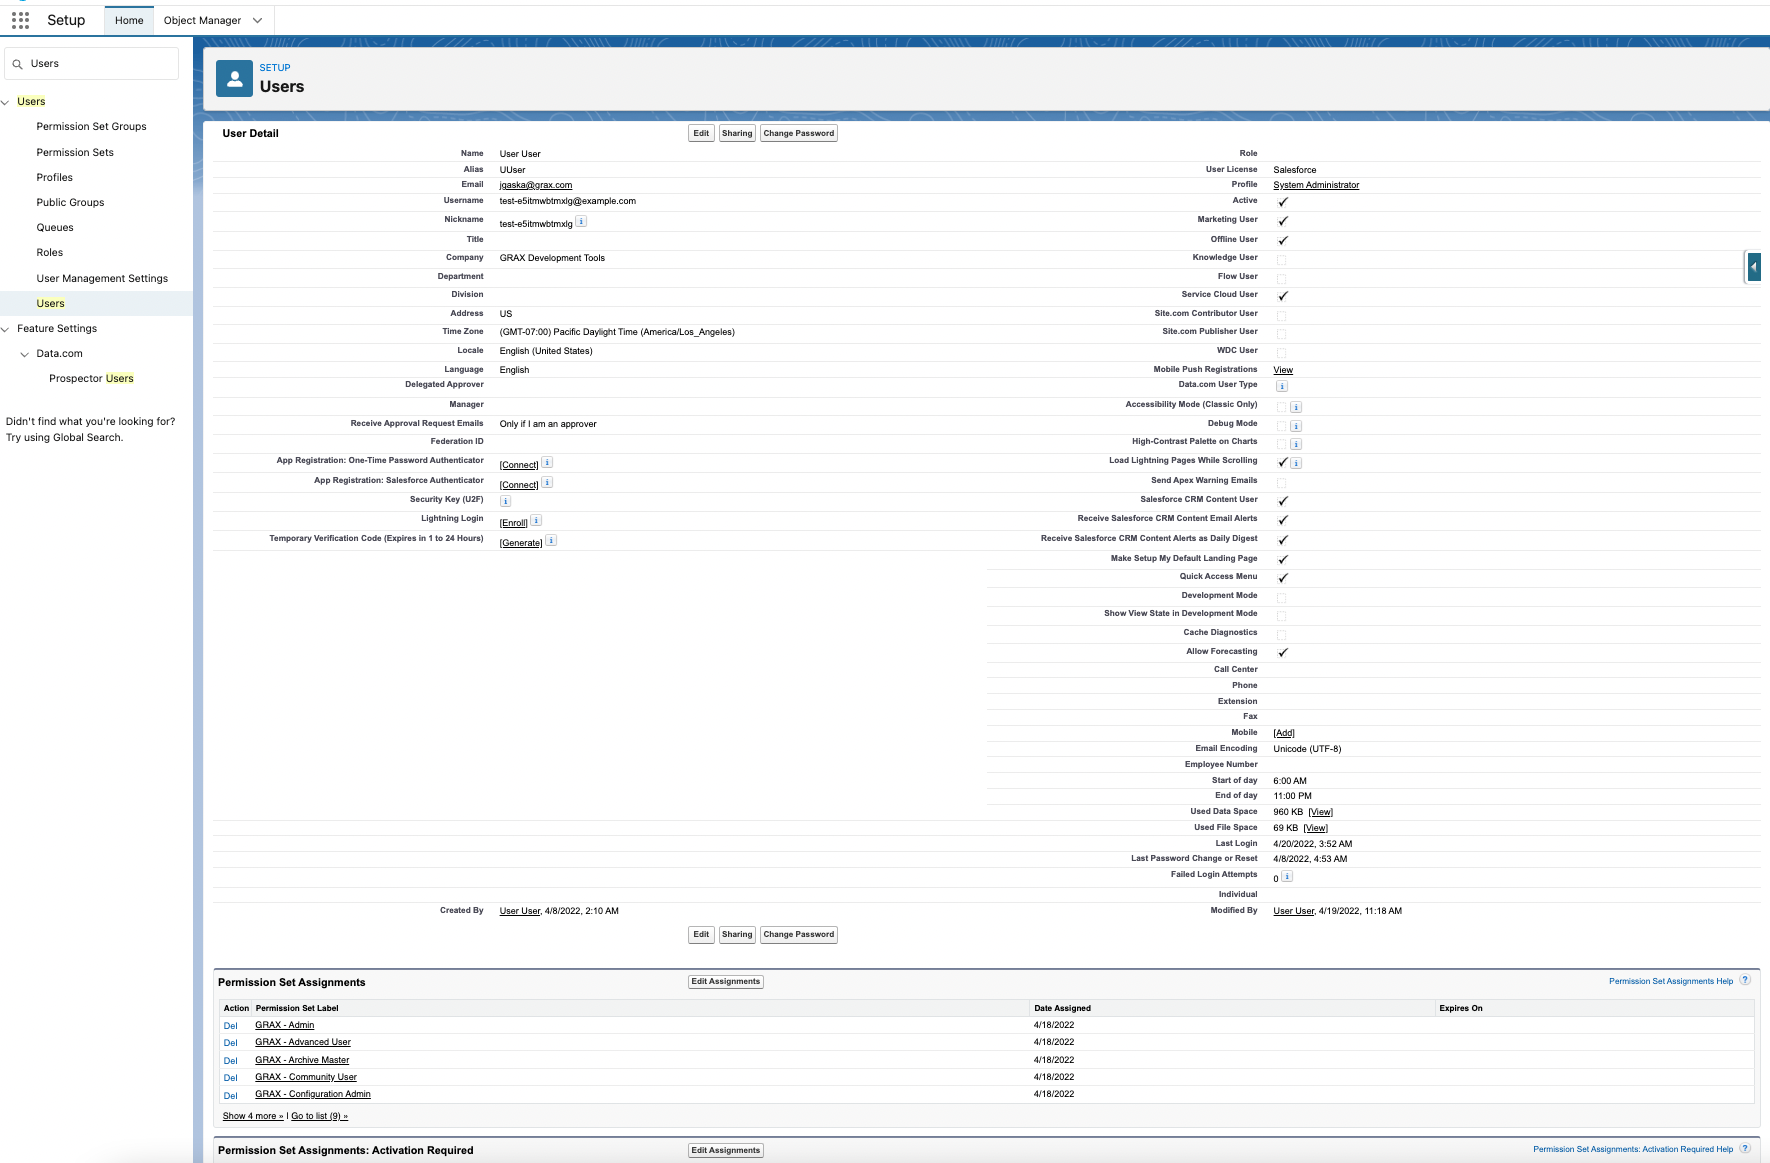 Setup
Home
Object Manager
Users
Users
Permission Set Groups
Permission Sets
Profiles
Public Groups
Queues
Roles
User Management Settings
Users
Feature Settings
Data.com
Prospector Users
Didn't find what you're looking for?
Try using Global Search.
SETUP
Users
User Detail
Edit Sharing Change Password
Name User User
Role
Alias UUser
User License Salesforce
Email jgaska@grax.com
Profile System Administrator
Username test-e5itmwbtmxlg@example.com
Active
Nickname test-e5itmwbtmxlg i
Marketing User
Title
Offline User
Company GRAX Development Tools
Knowledge User
Department
Flow User
Division
Service Cloud User
Address US
Site.com Contributor User
Time Zone (GMT-07:00) Pacific Daylight Time (America/Los_Angeles)
Site.com Publisher User
Locale English (United States)
WDC User
Language English
Mobile Push Registrations View
Delegated Approver
Data.com User Type i
Manager
Accessibility Mode (Classic Only) i
Receive Approval Request Emails Only if I am an approver
Debug Mode i
Federation ID
High-Contrast Palette on Charts i
App Registration: One-Time Password Authenticator [Connect] i
Load Lightning Pages While Scrolling i
App Registration: Salesforce Authenticator [Connect] i
Send Apex Warning Emails
Security Key (U2F) i
Salesforce CRM Content User
Lightning Login [Enroll] i
Receive Salesforce CRM Content Email Alerts
Temporary Verification Code (Expires in 1 to 24 Hours) [Generate] i
Receive Salesforce CRM Content Alerts as Daily Digest
Make Setup My Default Landing Page
Quick Access Menu
Development Mode
Show View State in Development Mode
Cache Diagnostics
Allow Forecasting
Call Center
Phone
Extension
Fax
Mobile [Add]
Email Encoding Unicode (UTF-8)
Employee Number
Start of day 6:00 AM
End of day 11:00 PM
Used Data Space 960 KB [View]
Used File Space 69 KB [View]
Last Login 4/20/2022, 3:52 AM
Last Password Change or Reset 4/8/2022, 4:53 AM
Failed Login Attempts 0 i
Individual
Created By User User, 4/8/2022, 2:10 AM
Modified By User User, 4/19/2022, 11:18 AM
Edit Sharing Change Password
Permission Set Assignments
Edit Assignments
Permission Set Assignments Help ?
Action Permission Set Label Date Assigned Expires On
Del GRAX - Admin 4/18/2022
Del GRAX - Advanced User 4/18/2022
Del GRAX - Archive Master 4/18/2022
Del GRAX - Community User 4/18/2022
Del GRAX - Configuration Admin 4/18/2022
Show 4 more » | Go to list (9) »
Permission Set Assignments: Activation Required
Edit Assignments
Permission Set Assignments: Activation Required Help ?